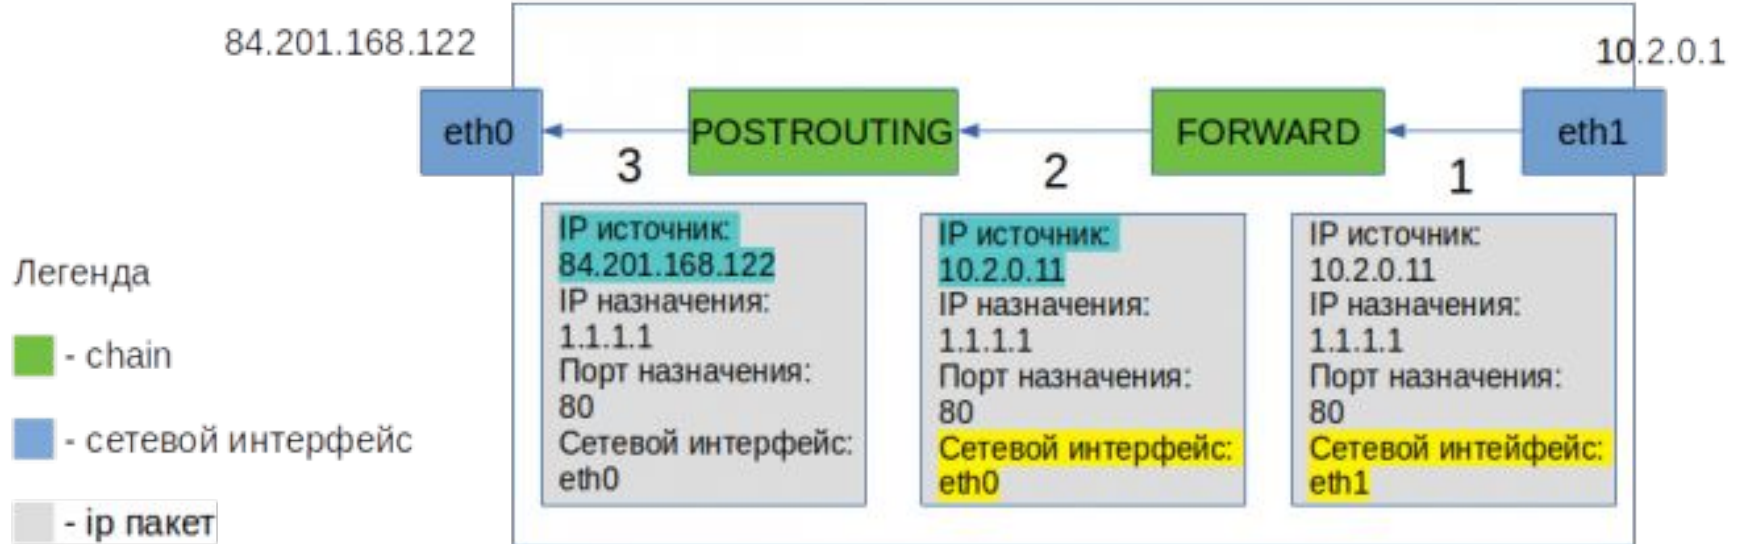 84.201.168.122
10.2.0.1
eth0
POSTROUTING
FORWARD
eth1
3
2
1
IP источник:
84.201.168.122
IP назначения:
1.1.1.1
Порт назначения:
80
Сетевой интерфейс:
eth0
IP источник:
10.2.0.11
IP назначения:
1.1.1.1
Порт назначения:
80
Сетевой интерфейс:
eth0
IP источник:
10.2.0.11
IP назначения:
1.1.1.1
Порт назначения:
80
Сетевой интейфейс:
eth1
Легенда
- chain
- сетевой интерфейс
- ip пакет